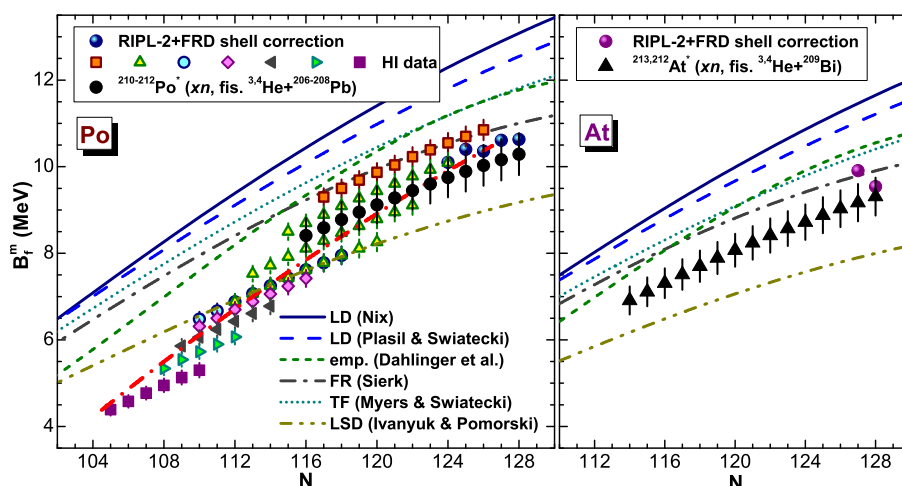 RIPL-2+FRD shell correction
HI data
210-212Po* (xn, fis. 3,4He+206-208Pb)
Po
LD (Nix)
LD (Plasil & Swiatecki)
emp. (Dahlinger et al.)
FR (Sierk)
TF (Myers & Swiatecki)
LSD (Ivanyuk & Pomorski)
Bfm (MeV)
12
10
8
6
4
104 108 112 116 120 124 128
N
RIPL-2+FRD shell correction
213,212At* (xn, fis. 3,4He+209Bi)
At
112 116 120 124 128
N